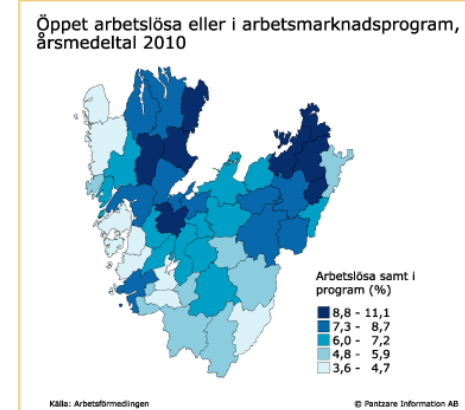 Öppet arbetslösa eller i arbetsmarknadsprogram,
årsmedeltal 2010
Arbetslösa samt i
program (%)
8,8 - 11,1
7,3 - 8,7
6,0 - 7,2
4,8 - 5,9
3,6 - 4,7
Källa: Arbetsförmedlingen
© Pantzare Information AB